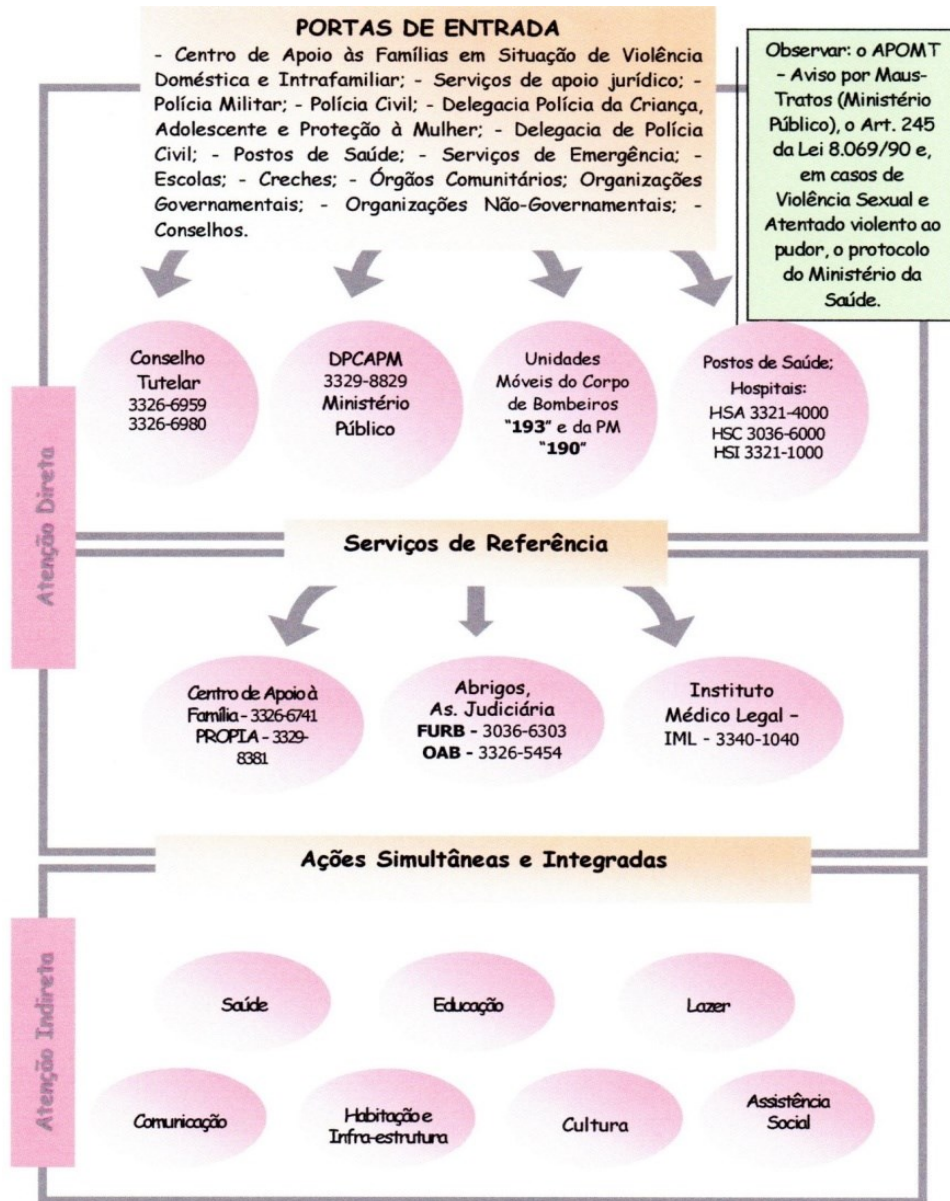 PORTAS DE ENTRADA
- Centro de Apoio às Famílias em Situação de Violência
Doméstica e Intrafamiliar; - Serviços de apoio jurídico; -
Polícia Militar; - Polícia Civil; - Delegacia Polícia da Criança,
Adolescente e Proteção à Mulher; - Delegacia de Polícia
Civil; - Postos de Saúde; - Serviços de Emergência; -
Escolas; - Creches; - Órgãos Comunitários; Organizações
Governamentais; - Organizações Não-Governamentais; -
Conselhos.
Observar: o APOMT
– Aviso por Maus-
Tratos (Ministério
Público), o Art. 245
da Lei 8.069/90 e,
em casos de
Violência Sexual e
Atentado violento ao
pudor, o protocolo
do Ministério da
Saúde.
Atenção Direta
Conselho
Tutelar
3326-6959
3326-6980
DPCAPM
3329-8829
Ministério
Público
Unidades
Móveis do Corpo
de Bombeiros
"193" e da PM
"190"
Postos de Saúde;
Hospitais:
HSA 3321-4000
HSC 3036-6000
HSI 3321-1000
Serviços de Referência
Centro de Apoio à
Família - 3326-6741
PROPIA - 3329-
8381
Abrigos,
As. Judiciária
FURB - 3036-6303
OAB - 3326-5454
Instituto
Médico Legal –
IML - 3340-1040
Ações Simultâneas e Integradas
Atenção Indireta
Saúde
Educação
Lazer
Comunicação
Habitação e
Infra-estrutura
Cultura
Assistência
Social